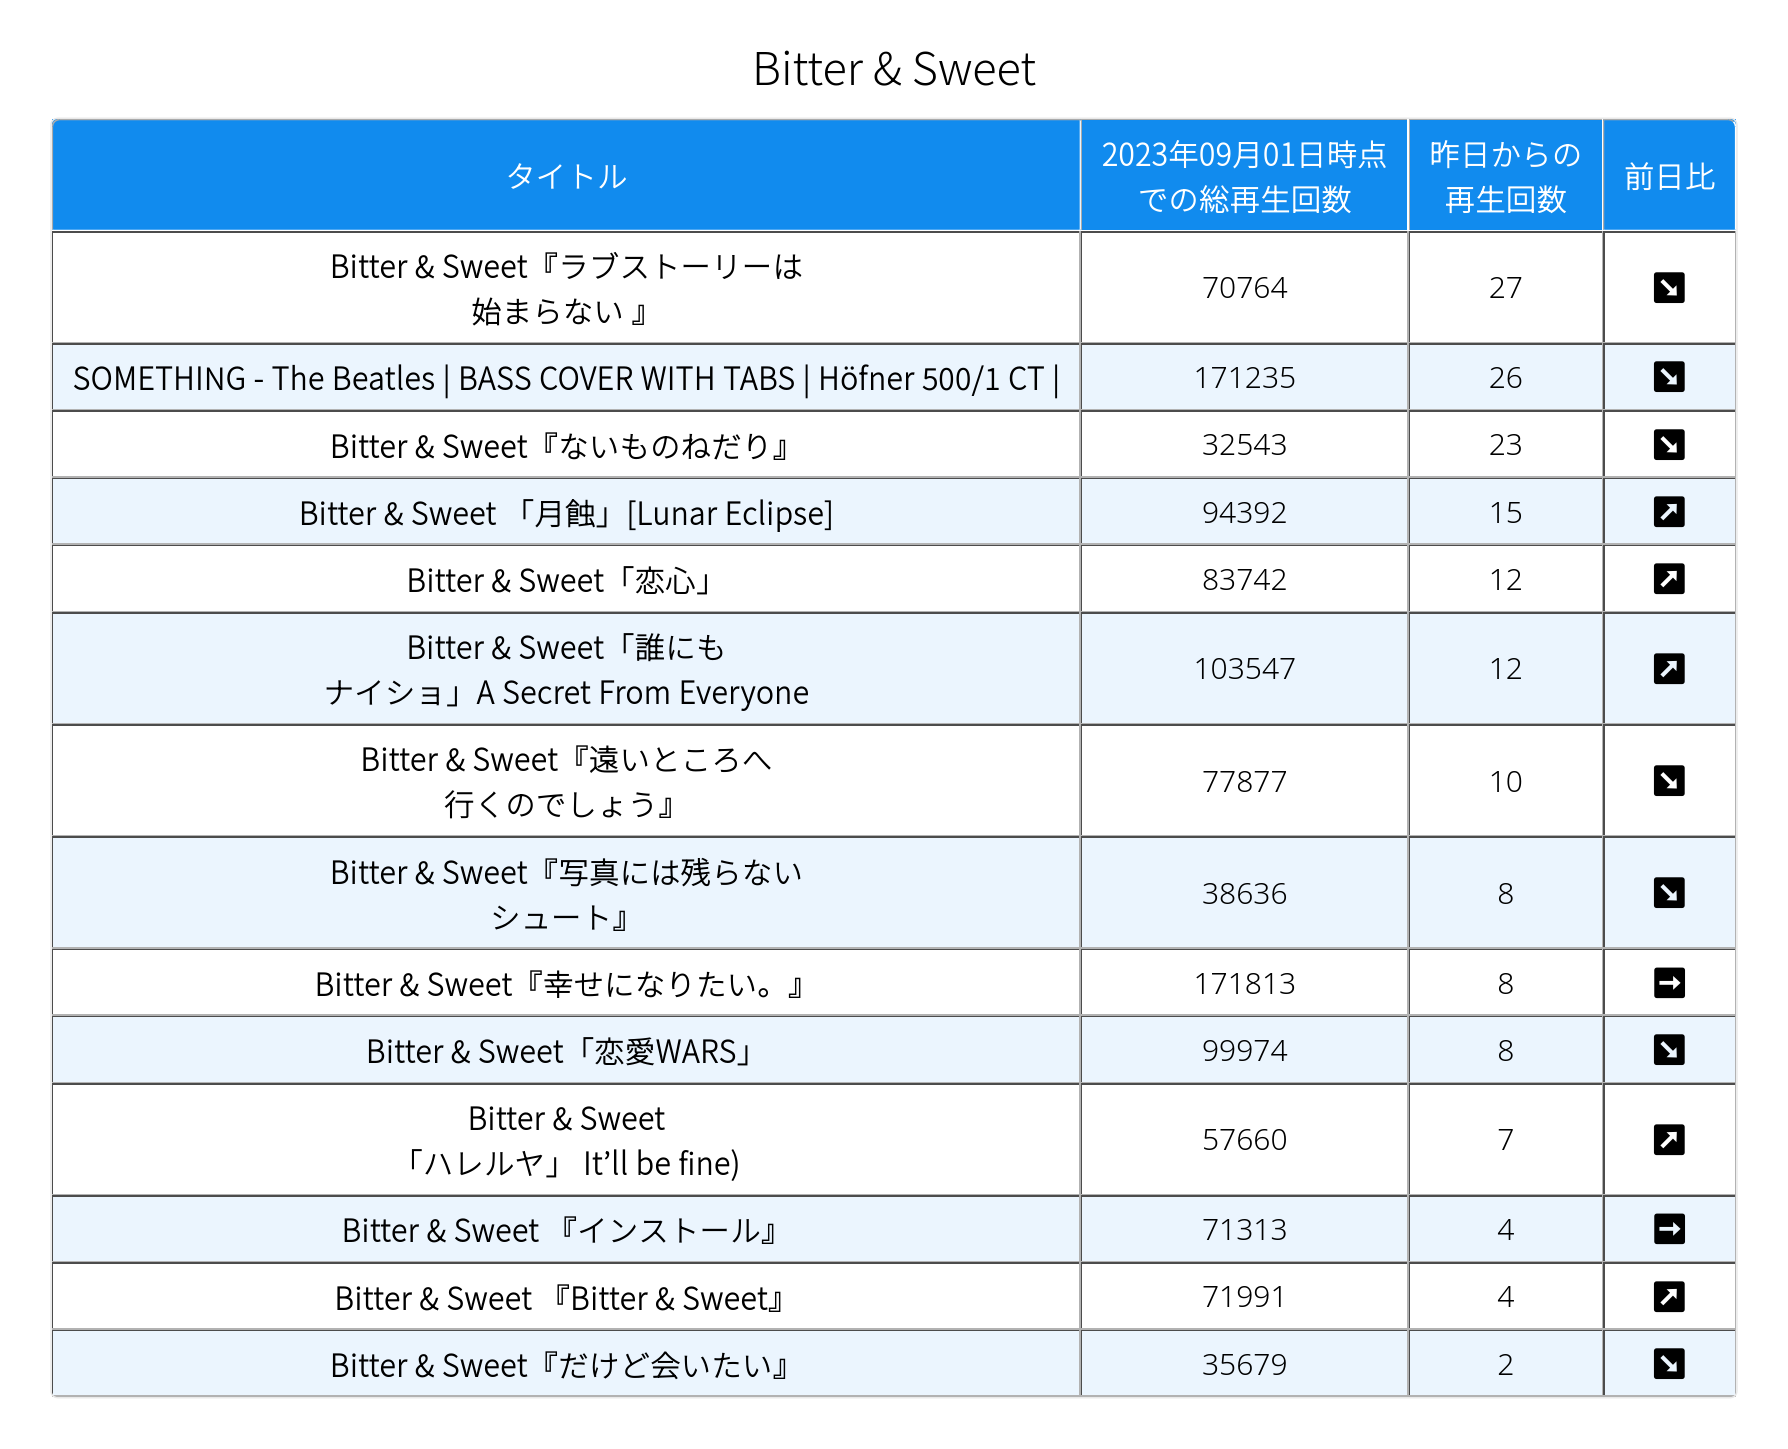 Bitter & Sweet
タイトル
2023年09月01日時点
での総再生回数
昨日からの
再生回数
前日比
Bitter & Sweet『ラブストーリーは
始まらない 』
70764
27
SOMETHING - The Beatles | BASS COVER WITH TABS | Höfner 500/1 CT |
171235
26
Bitter & Sweet『ないものねだり』
32543
23
Bitter & Sweet 「月蝕」[Lunar Eclipse]
94392
15
Bitter & Sweet「恋心」
83742
12
Bitter & Sweet「誰にも
ナイショ」A Secret From Everyone
103547
12
Bitter & Sweet『遠いところへ
行くのでしょう』
77877
10
Bitter & Sweet『写真には残らない
シュート』
38636
8
Bitter & Sweet『幸せになりたい。』
171813
8
Bitter & Sweet「恋愛WARS」
99974
8
Bitter & Sweet
「ハレルヤ」 It’ll be fine)
57660
7
Bitter & Sweet 『インストール』
71313
4
Bitter & Sweet 『Bitter & Sweet』
71991
4
Bitter & Sweet『だけど会いたい』
35679
2